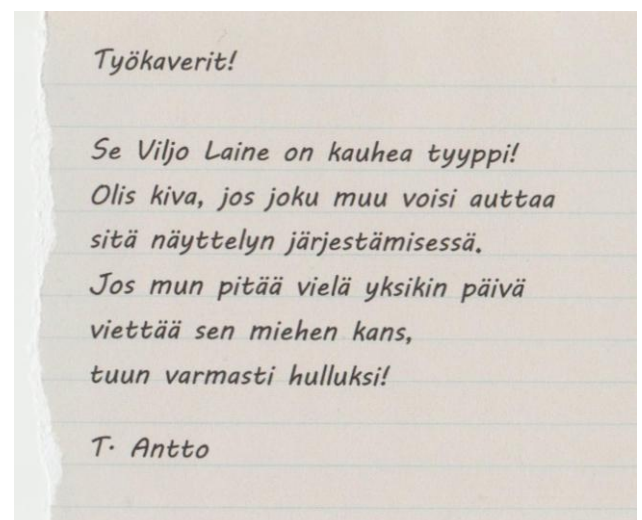 Työkaverit!
Se Viljo Laine on kauhea tyyppi!
Olis kiva, jos joku muu voisi auttaa
sitä näyttelyn järjestämisessä.
Jos mun pitää vielä yksikin päivä
viettää sen miehen kans,
tuun varmasti hulluksi!
T. Antto